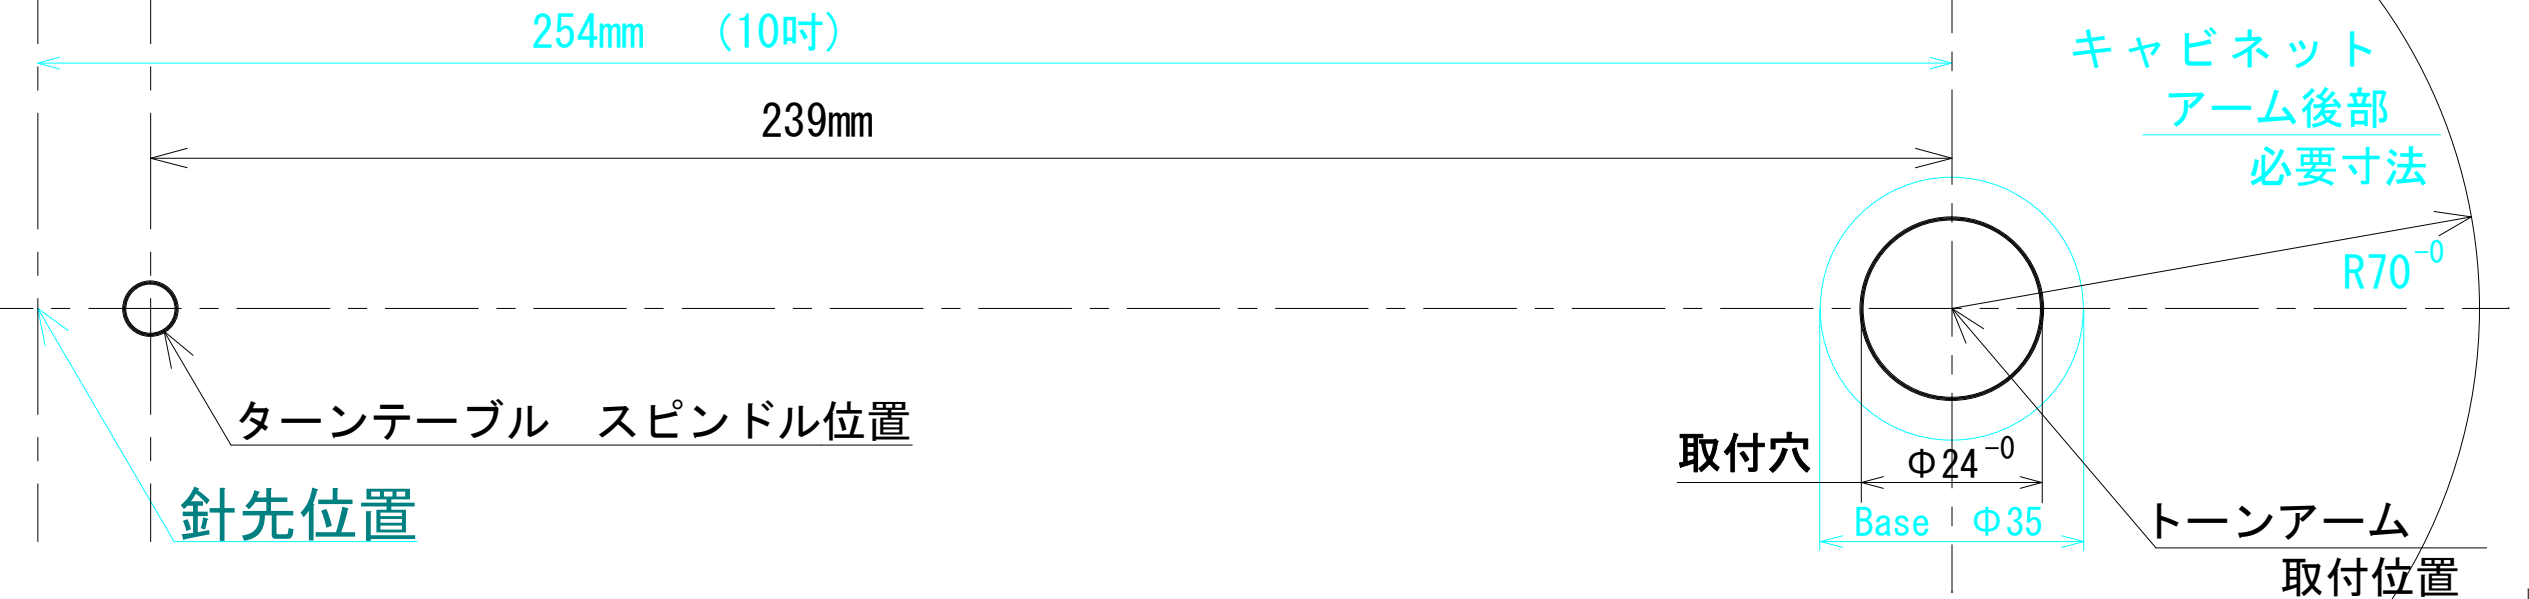 254mm （10吋）
239mm
キャビネット
アーム後部
必要寸法
R70-0
ターンテーブル　スピンドル位置
針先位置
取付穴
Φ24-0
Base Φ35
トーンアーム
取付位置